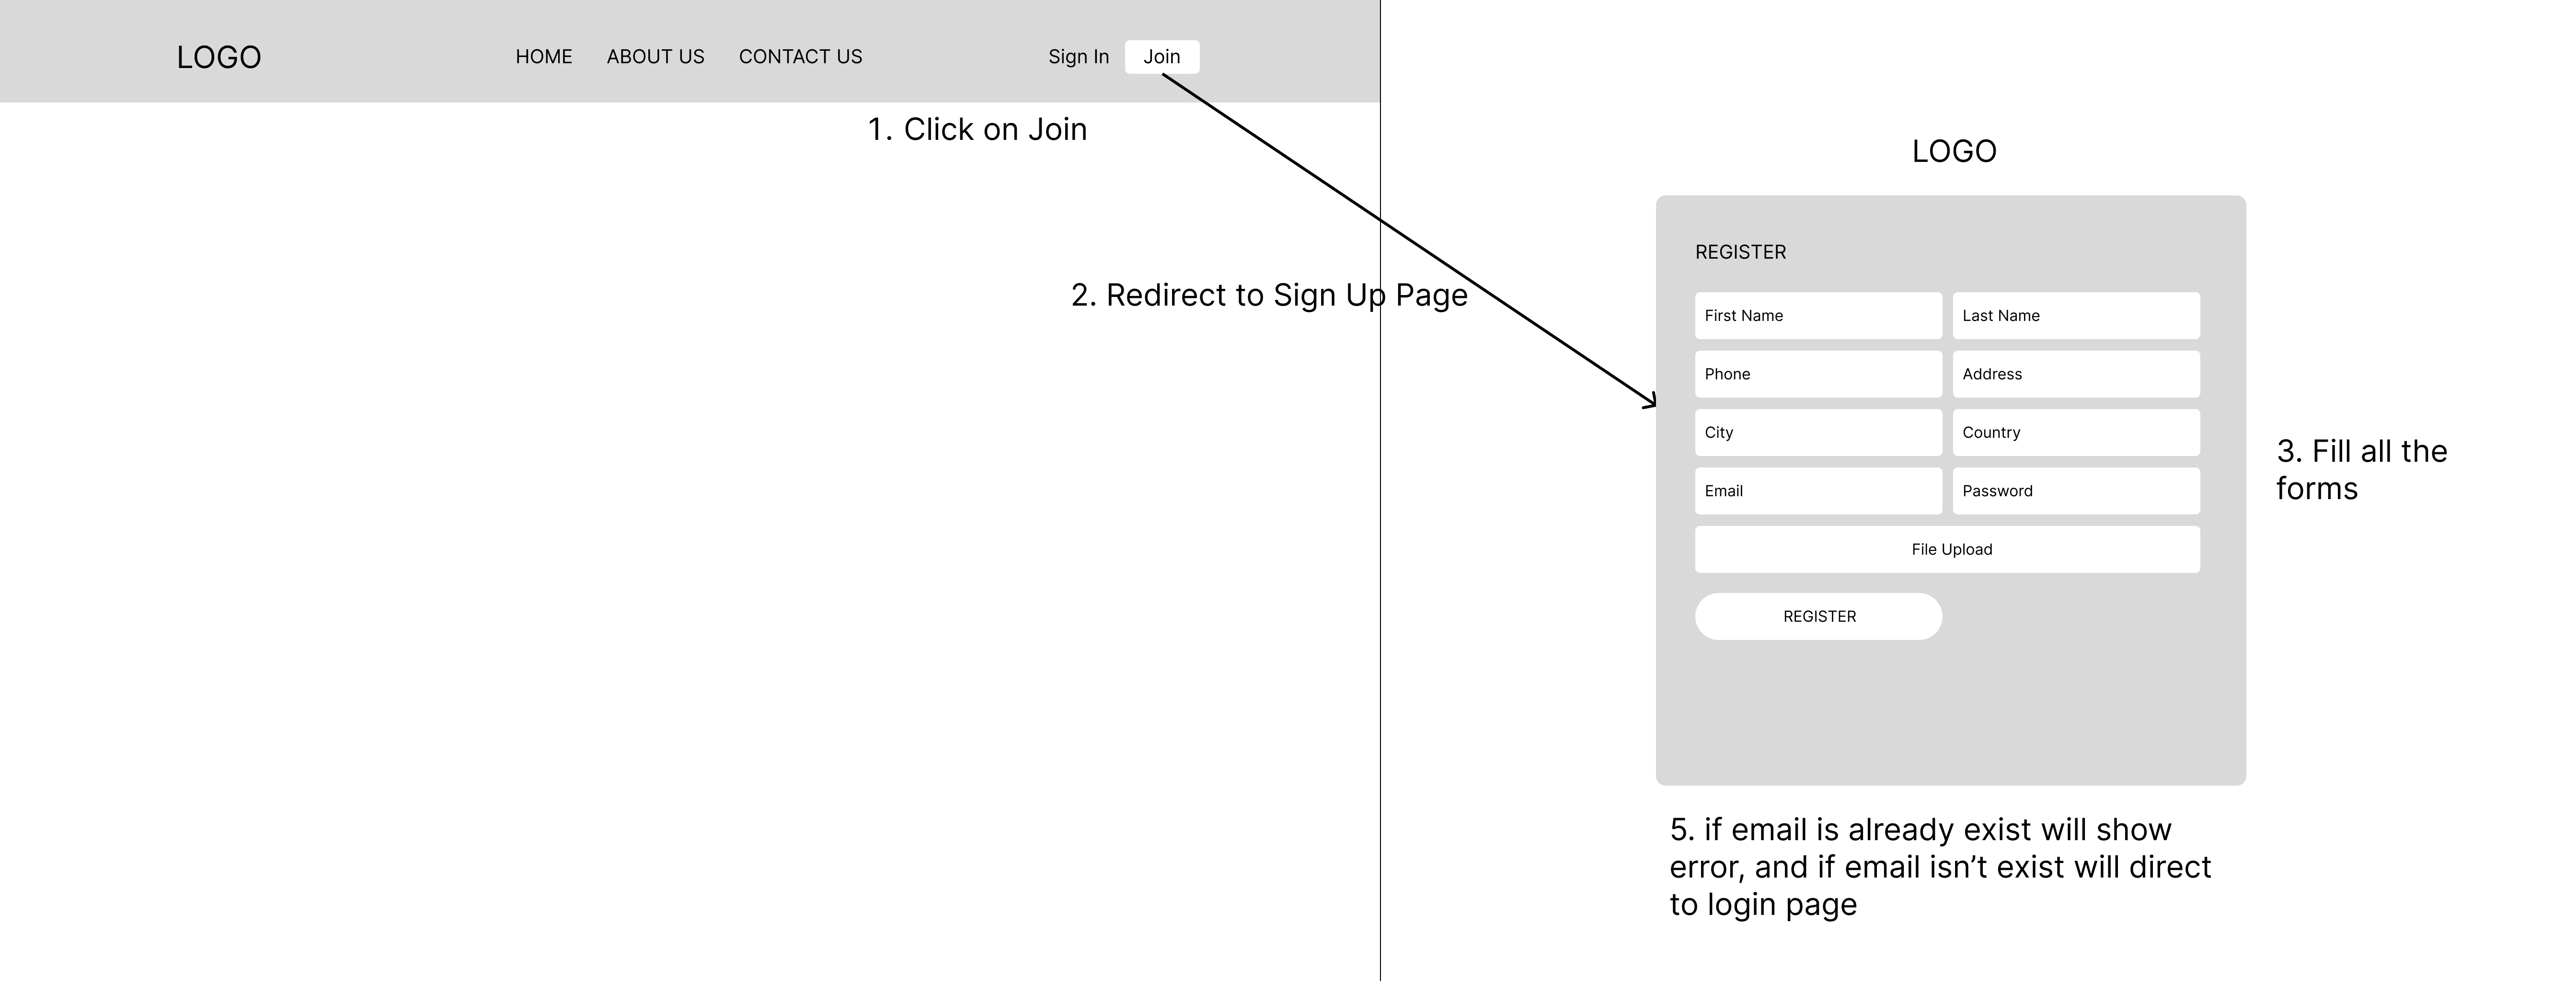 LOGO
HOME
ABOUT US
CONTACT US
Sign In
Join
1. Click on Join
2. Redirect to Sign Up Page
LOGO
REGISTER
First Name
Last Name
Phone
Address
City
Country
Email
Password
File Upload
REGISTER
3. Fill all the
forms
5. if email is already exist will show
error, and if email isn’t exist will direct
to login page